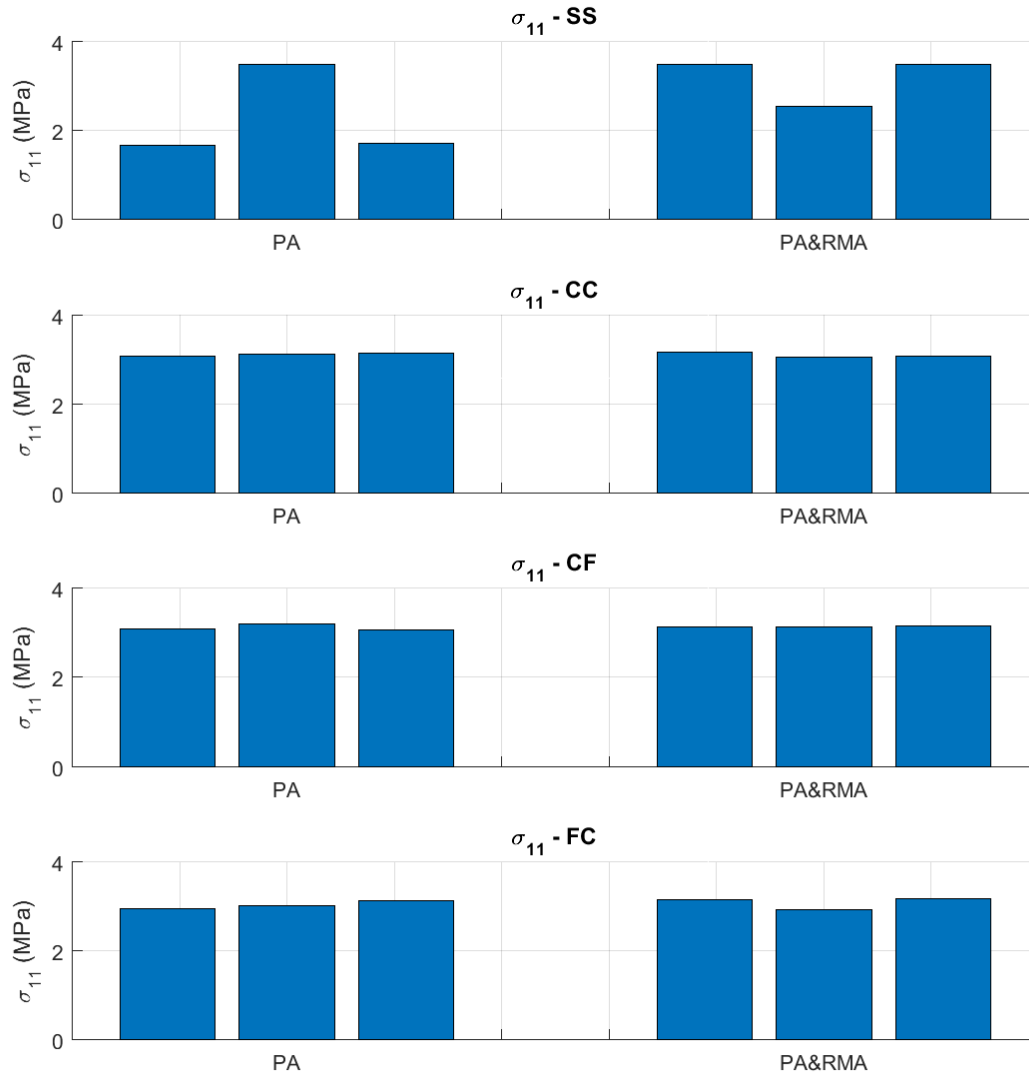 σ11 - SS
σ11 (MPa)
4
2
0
PA PA&RMA
σ11 - CC
σ11 (MPa)
4
2
0
PA PA&RMA
σ11 - CF
σ11 (MPa)
4
2
0
PA PA&RMA
σ11 - FC
σ11 (MPa)
4
2
0
PA PA&RMA